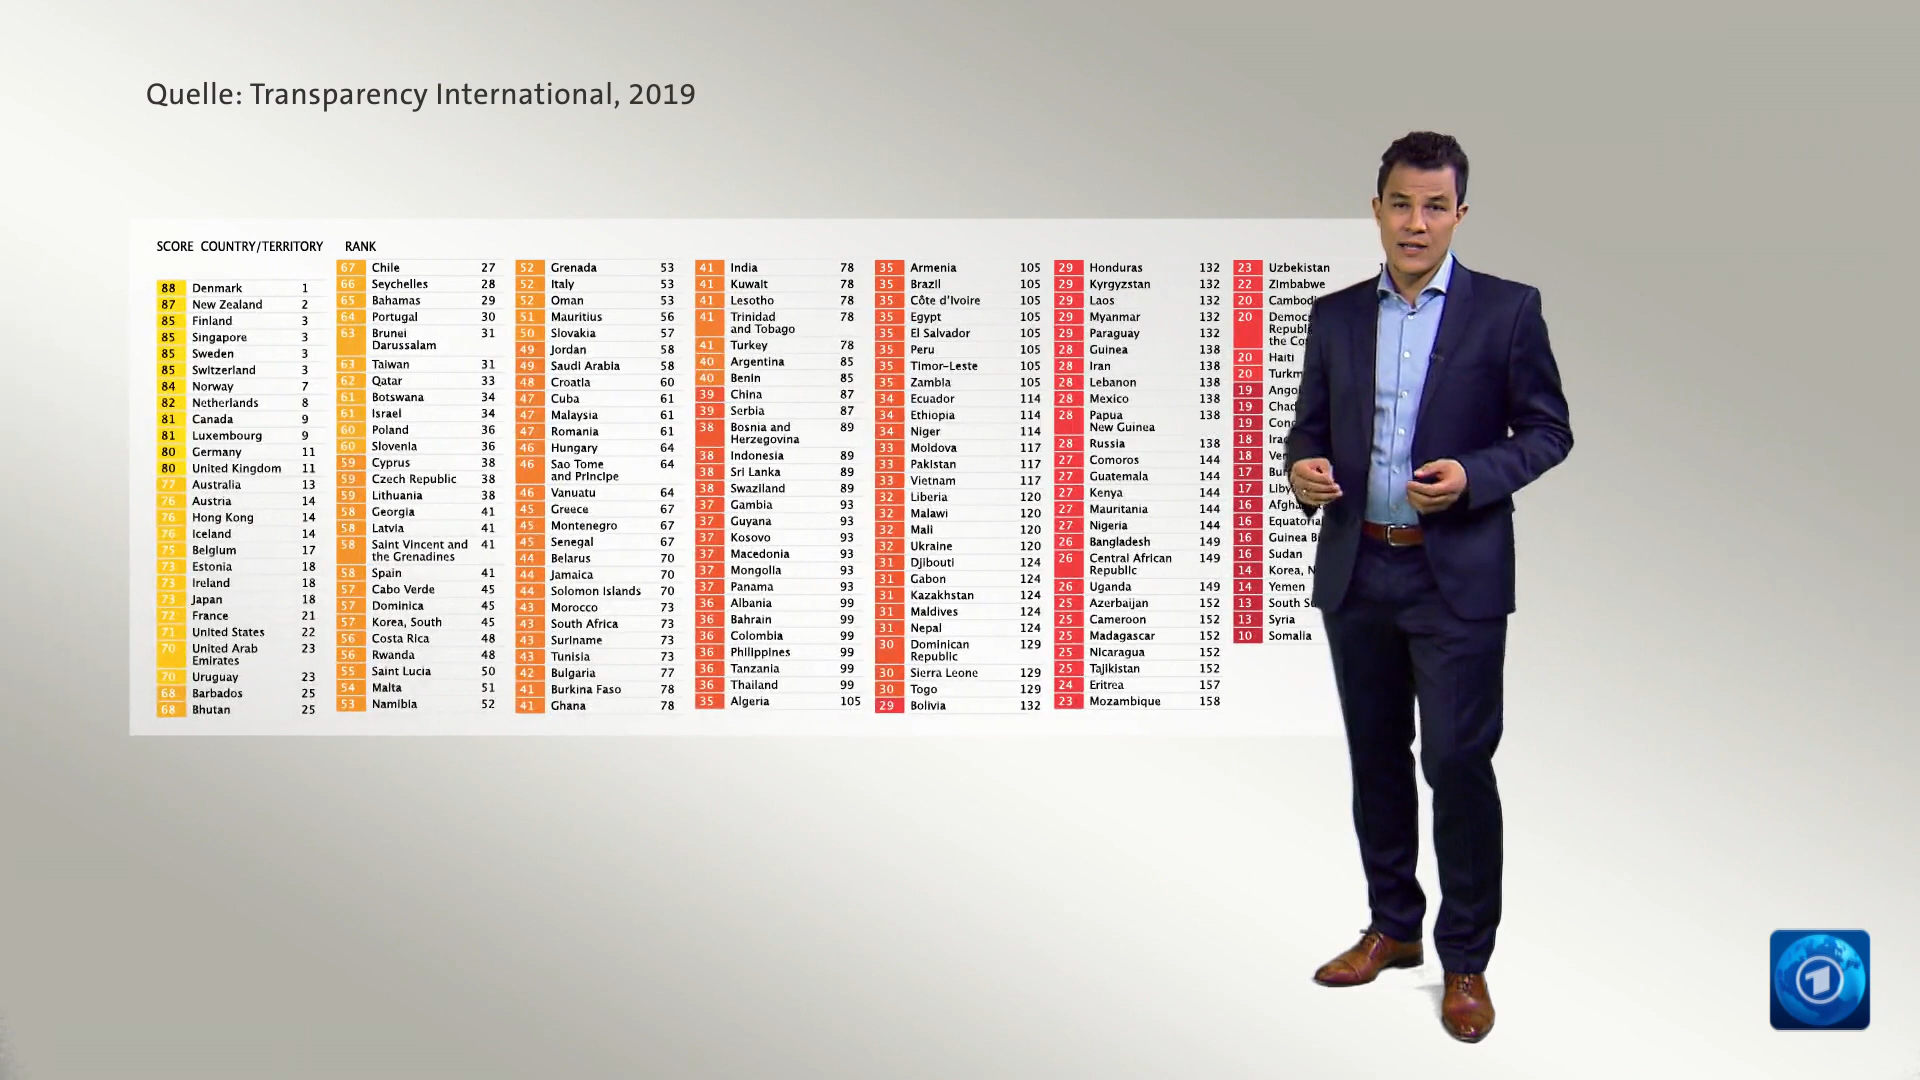 Quelle: Transparency International, 2019
SCORE COUNTRY/TERRITORY RANK
88 Denmark 1
87 New Zealand 2
85 Finland 3
85 Singapore 3
85 Sweden 3
85 Switzerland 3
84 Norway 7
82 Netherlands 8
81 Canada 9
81 Luxembourg 9
80 Germany 11
80 United Kingdom 11
77 Australia 13
76 Austria 14
76 Hong Kong 14
76 Iceland 14
75 Belgium 17
73 Estonia 18
73 Ireland 18
73 Japan 18
72 France 21
71 United States 22
70 United Arab 23
Emirates
70 Uruguay 23
68 Barbados 25
68 Bhutan 25
67 Chile 27
66 Seychelles 28
65 Bahamas 29
64 Portugal 30
63 Brunei 31
Darussalam
63 Taiwan 31
62 Qatar 33
61 Botswana 34
61 Israel 34
60 Poland 36
60 Slovenia 36
59 Cyprus 38
59 Czech Republic 38
59 Lithuania 38
58 Georgia 41
58 Latvia 41
58 Saint Vincent and 41
the Grenadines
58 Spain 41
57 Cabo Verde 45
57 Dominica 45
57 Korea, South 45
56 Costa Rica 48
56 Rwanda 48
55 Saint Lucia 50
54 Malta 51
53 Namibia 52
52 Grenada 53
52 Italy 53
52 Oman 53
51 Mauritius 56
50 Slovakia 57
49 Jordan 58
49 Saudi Arabia 58
48 Croatia 60
47 Cuba 61
47 Malaysia 61
47 Romania 61
46 Hungary 64
46 Sao Tome 64
and Principe
46 Vanuatu 64
45 Greece 67
45 Montenegro 67
45 Senegal 67
44 Belarus 70
44 Jamaica 70
44 Solomon Islands 70
43 Morocco 73
43 South Africa 73
43 Suriname 73
43 Tunisia 73
42 Bulgaria 77
41 Burkina Faso 78
41 Ghana 78
41 India 78
41 Kuwait 78
41 Lesotho 78
41 Trinidad 78
and Tobago
41 Turkey 78
40 Argentina 85
40 Benin 85
39 China 87
39 Serbia 87
38 Bosnia and 89
Herzegovina
38 Indonesia 89
38 Sri Lanka 89
38 Swaziland 89
37 Gambia 93
37 Guyana 93
37 Kosovo 93
37 Macedonia 93
37 Mongolia 93
37 Panama 93
36 Albania 99
36 Bahrain 99
36 Colombia 99
36 Philippines 99
36 Tanzania 99
36 Thailand 99
35 Algeria 105
35 Armenia 105
35 Brazil 105
35 Côte d'Ivoire 105
35 Egypt 105
35 El Salvador 105
35 Peru 105
35 Timor-Leste 105
35 Zambia 105
34 Ecuador 114
34 Ethiopia 114
34 Niger 114
33 Moldova 117
33 Pakistan 117
33 Vietnam 117
32 Liberia 120
32 Malawi 120
32 Mali 120
32 Ukraine 120
31 Djibouti 124
31 Gabon 124
31 Kazakhstan 124
31 Maldives 124
31 Nepal 124
30 Dominican 129
Republic
30 Sierra Leone 129
30 Togo 129
29 Bolivia 132
29 Honduras 132
29 Kyrgyzstan 132
29 Laos 132
29 Myanmar 132
29 Paraguay 132
28 Guinea 138
28 Iran 138
28 Lebanon 138
28 Mexico 138
28 Papua 138
New Guinea
28 Russia 138
27 Comoros 144
27 Guatemala 144
27 Kenya 144
27 Mauritania 144
27 Nigeria 144
26 Bangladesh 149
26 Central African 149
Republic
26 Uganda 149
25 Azerbaijan 152
25 Cameroon 152
25 Madagascar 152
25 Nicaragua 152
25 Tajikistan 152
24 Eritrea 157
23 Mozambique 158
23 Uzbekistan
22 Zimbabwe
20
20
the
20 Haiti
20
19
19
19
18
18
17
17
16
16
16 Guinea
16 Sudan
14 Korea,
14 Yemen
13 South
13 Syria
10 Somalia
1